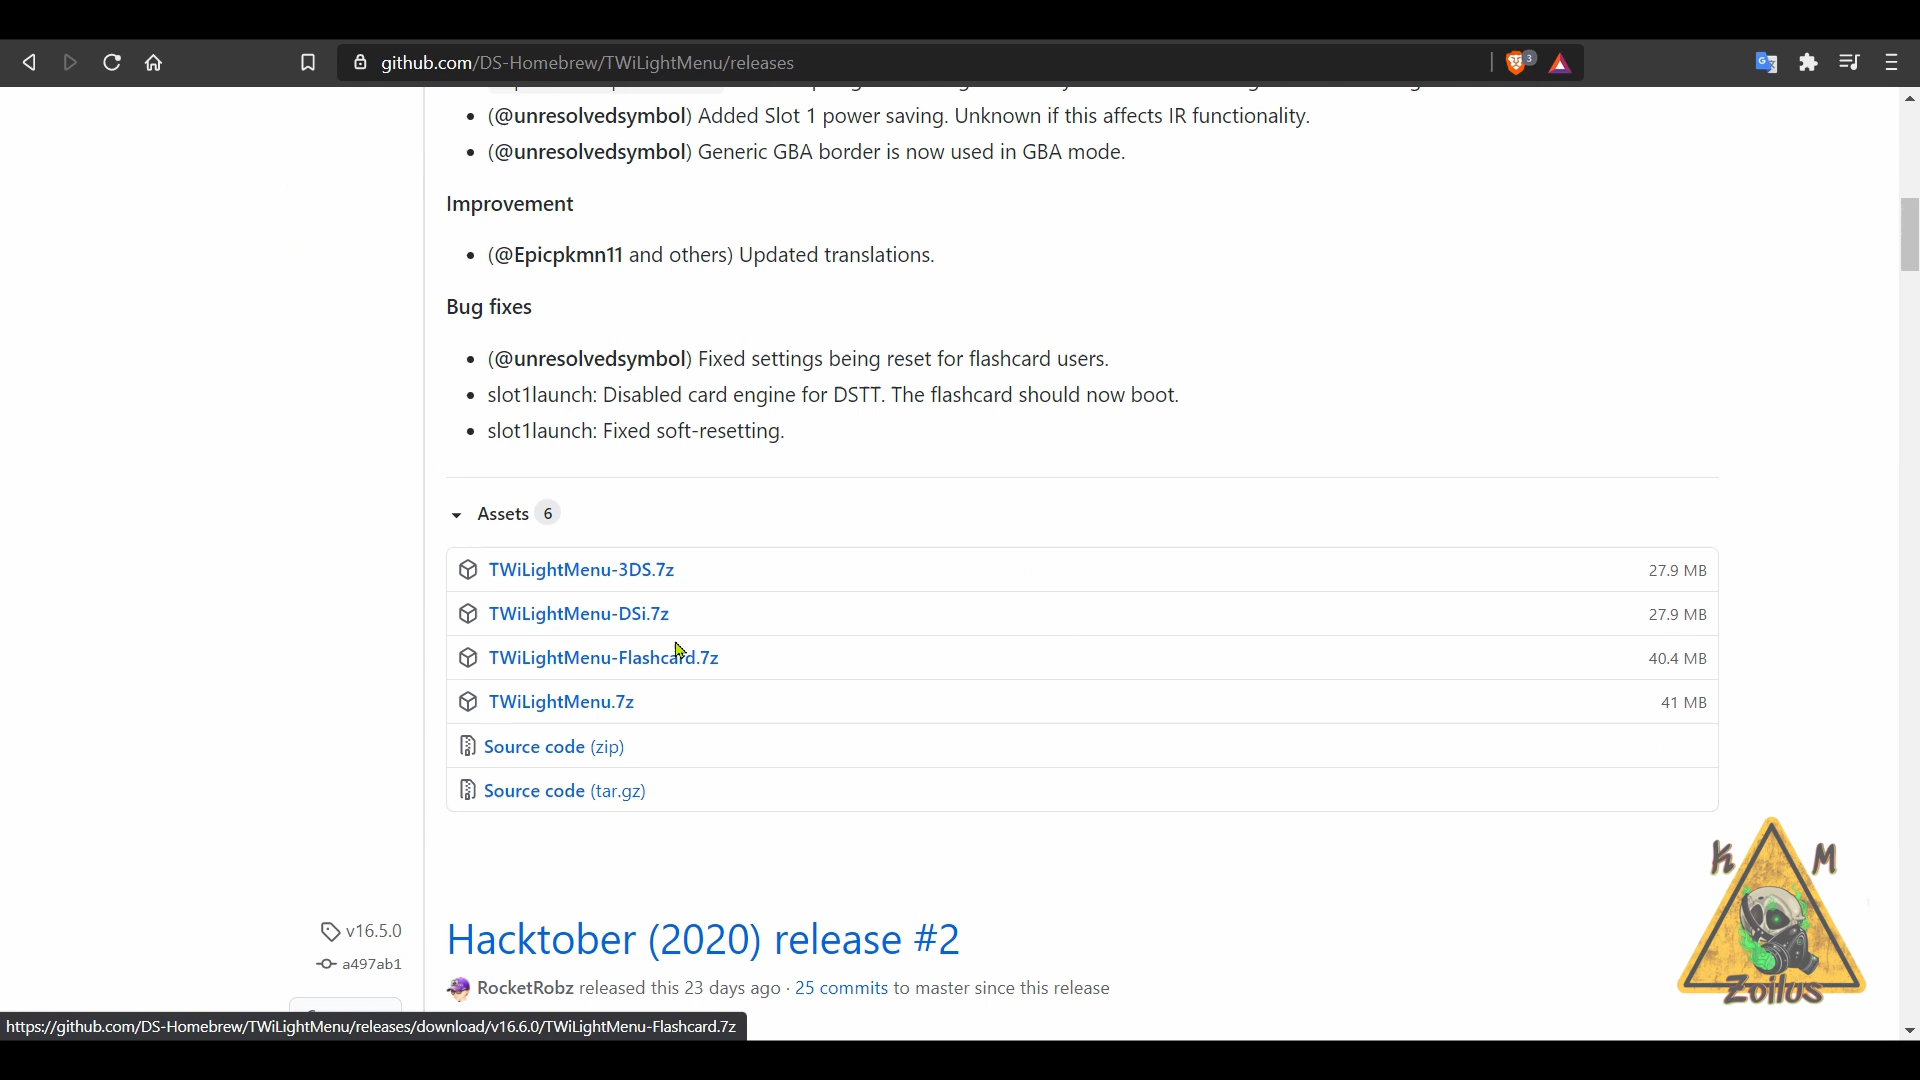 github.com/DS-Homebrew/TWiLightMenu/releases
3
(@unresolvedsymbol) Added Slot 1 power saving. Unknown if this affects IR functionality.
(@unresolvedsymbol) Generic GBA border is now used in GBA mode.
Improvement
(@Epicpkmn11 and others) Updated translations.
Bug fixes
(@unresolvedsymbol) Fixed settings being reset for flashcard users.
slot1launch: Disabled card engine for DSTT. The flashcard should now boot.
slot1launch: Fixed soft-resetting.
Assets 6
TWiLightMenu-3DS.7z 27.9 MB
TWiLightMenu-DSi.7z 27.9 MB
TWiLightMenu-Flashcard.7z 40.4 MB
TWiLightMenu.7z 41 MB
Source code (zip)
Source code (tar.gz)
K M
Zoilus
v16.5.0
a497ab1
Hacktober (2020) release #2
RocketRobz released this 23 days ago · 25 commits to master since this release
https://github.com/DS-Homebrew/TWiLightMenu/releases/download/v16.6.0/TWiLightMenu-Flashcard.7z